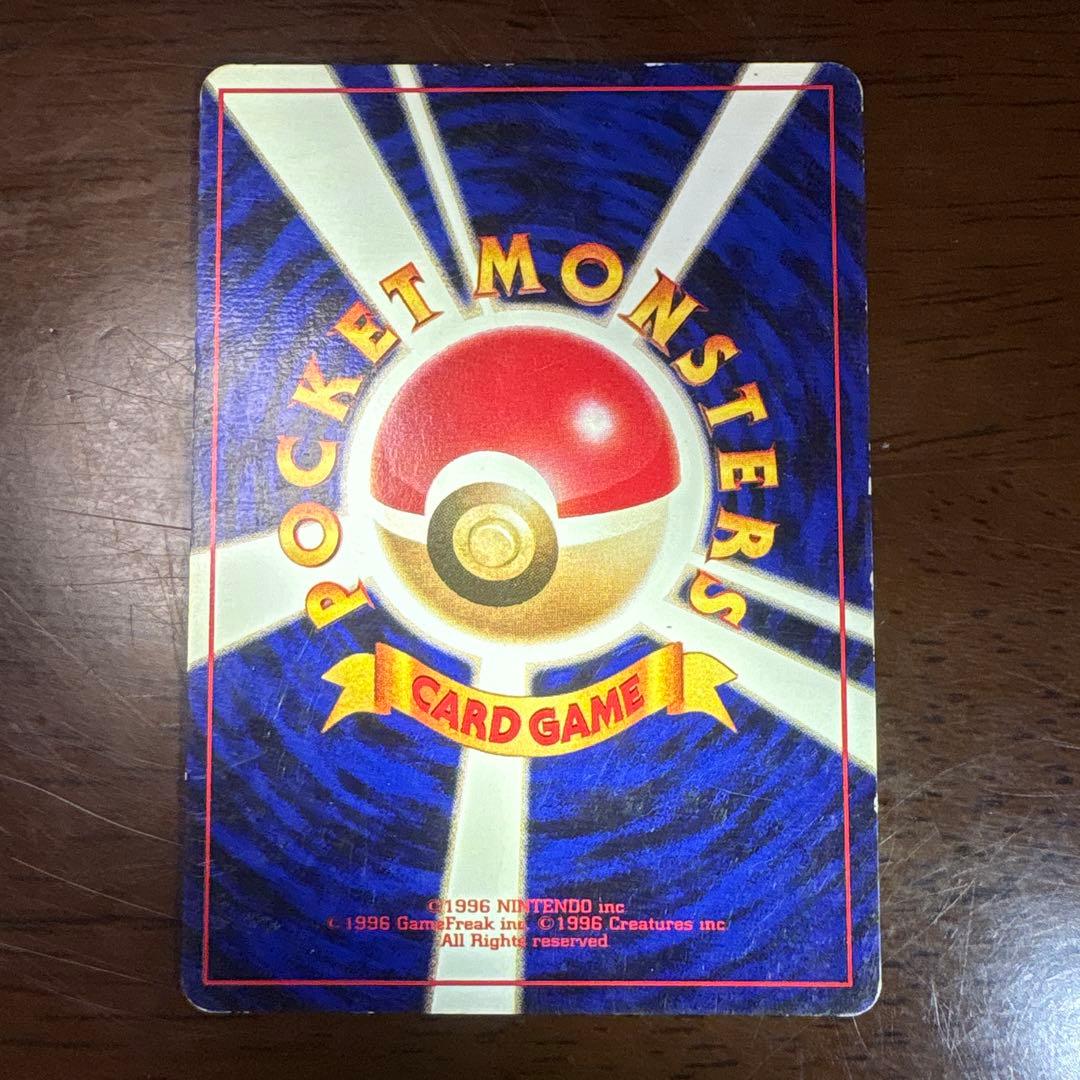 POCKET MONSTERS
CARD GAME
©1996 NINTENDO inc
©1996 GameFreak inc. ©1996 Creatures inc
All Rights reserved